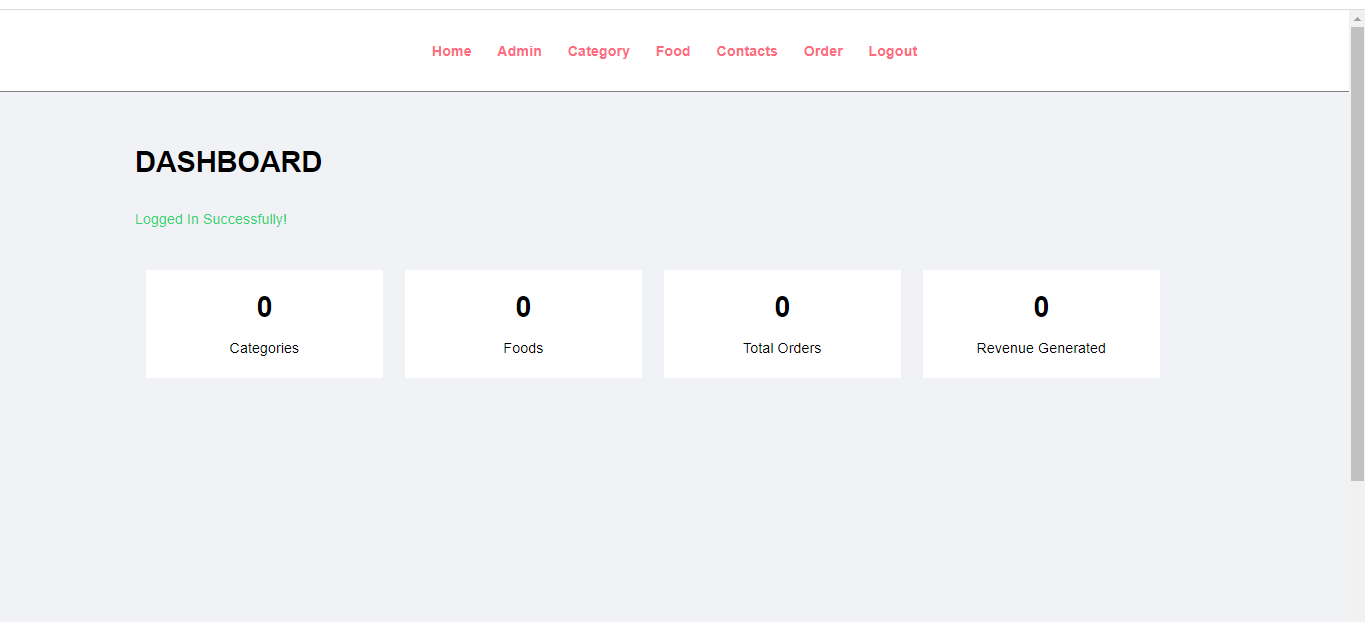 Home Admin Category Food Contacts Order Logout
DASHBOARD
Logged In Successfully!
0 0 0 0
Categories Foods Total Orders Revenue Generated